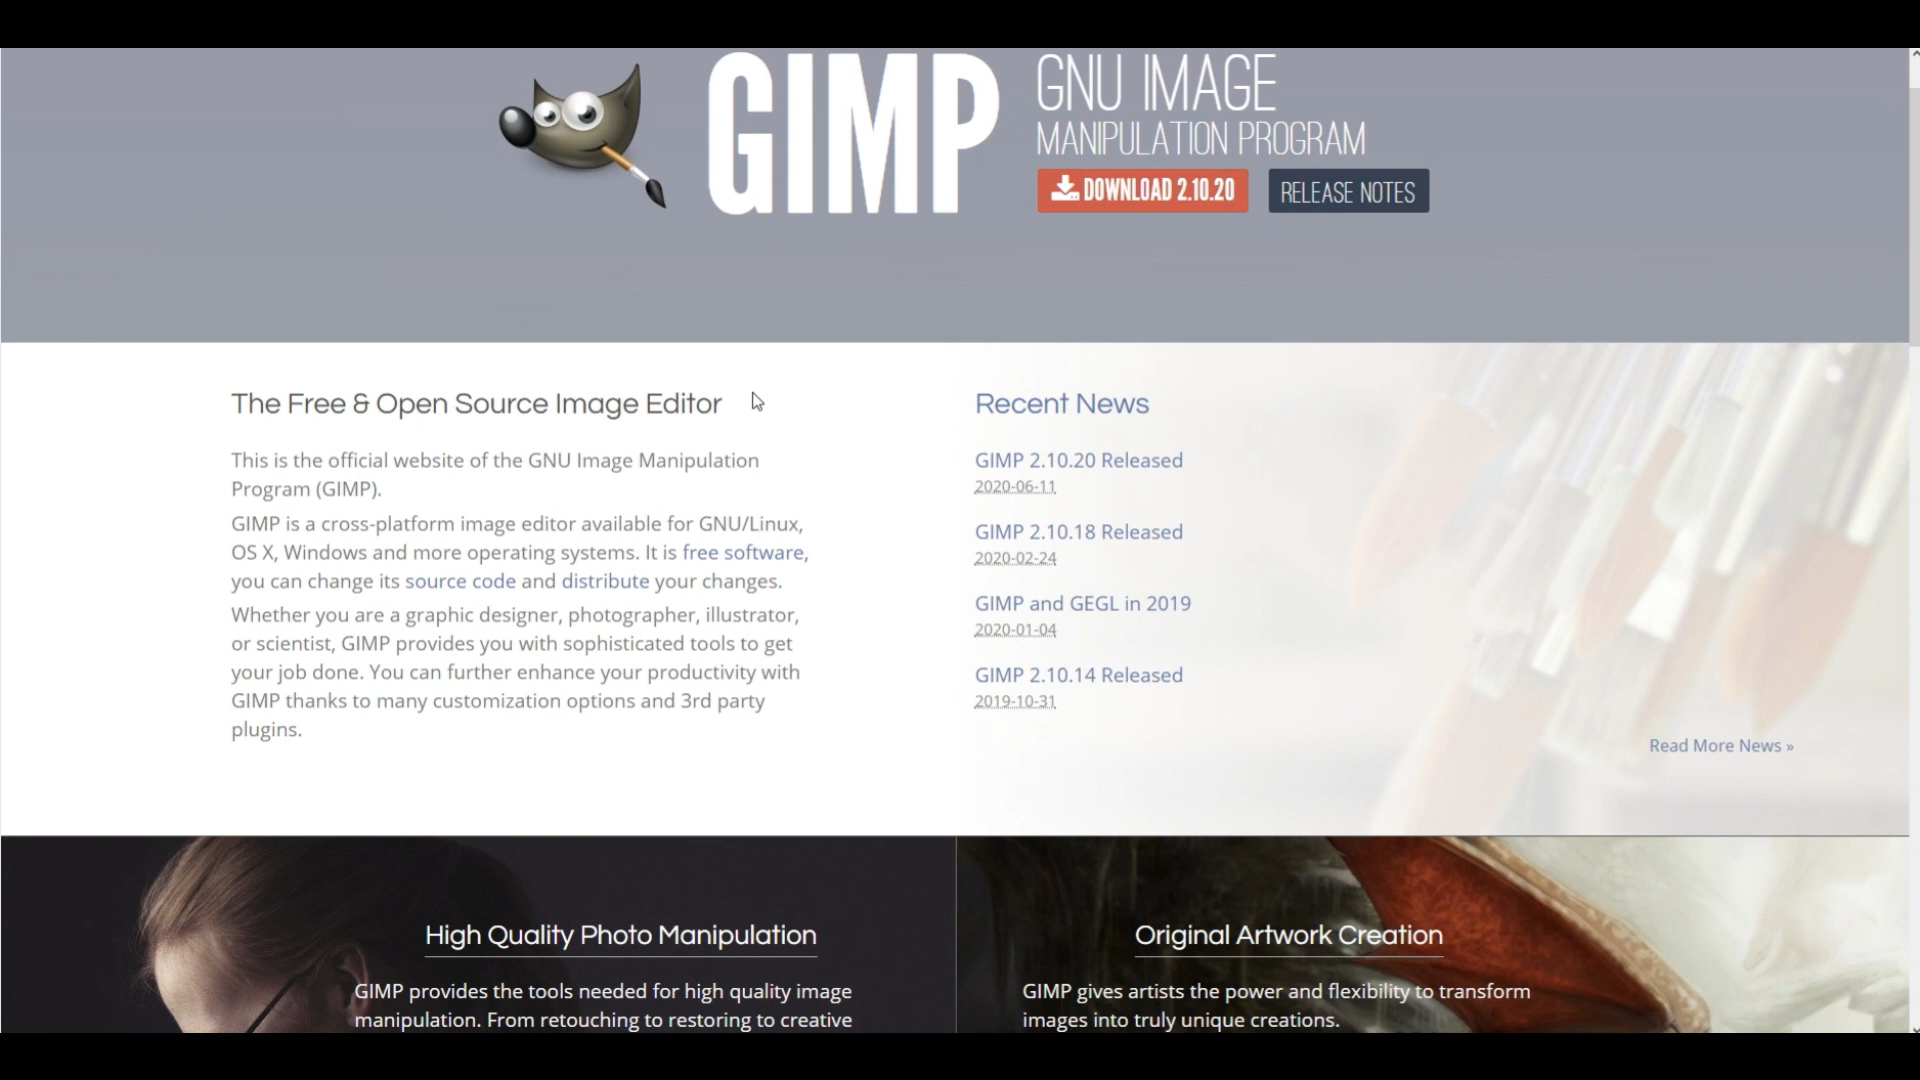 GIMP
GNU IMAGE
MANIPULATION PROGRAM
DOWNLOAD 2.10.20
RELEASE NOTES
The Free & Open Source Image Editor
This is the official website of the GNU Image Manipulation
Program (GIMP).
GIMP is a cross-platform image editor available for GNU/Linux,
OS X, Windows and more operating systems. It is free software,
you can change its source code and distribute your changes.
Whether you are a graphic designer, photographer, illustrator,
or scientist, GIMP provides you with sophisticated tools to get
your job done. You can further enhance your productivity with
GIMP thanks to many customization options and 3rd party
plugins.
Recent News
GIMP 2.10.20 Released
2020-06-11
GIMP 2.10.18 Released
2020-02-24
GIMP and GEGL in 2019
2020-01-04
GIMP 2.10.14 Released
2019-10-31
Read More News »
High Quality Photo Manipulation
GIMP provides the tools needed for high quality image
manipulation. From retouching to restoring to creative
Original Artwork Creation
GIMP gives artists the power and flexibility to transform
images into truly unique creations.